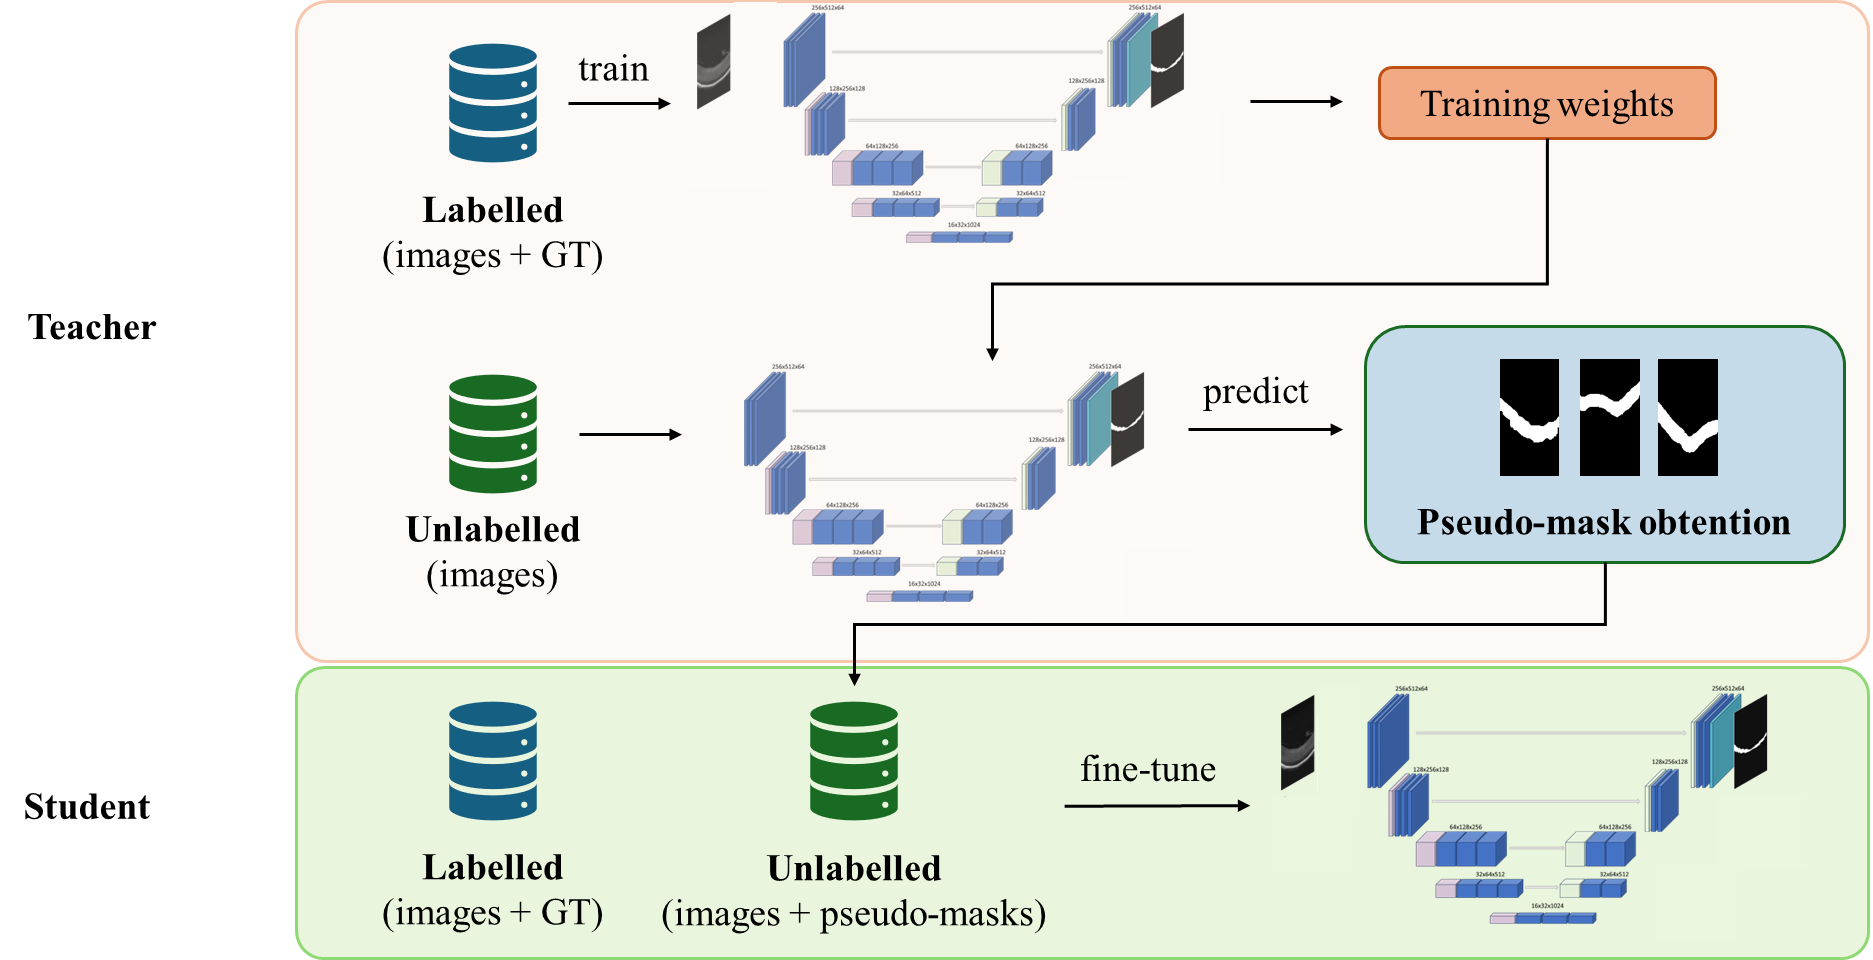 256x512x64
256x512x64
train
128x256x128
128x256x128
Training weights
64x128x256
64x128x256
32x64x512
32x64x512
16x32x1024
Labelled
(images + GT)
Teacher
256x512x64
256x512x64
predict
128x256x128
128x256x128
64x128x256
64x128x256
32x64x512
32x64x512
16x32x1024
Pseudo-mask obtention
Unlabelled
(images)
Student
256x512x64
256x512x64
fine-tune
128x256x128
128x256x128
64x128x256
64x128x256
32x64x512
32x64x512
16x32x1024
Labelled
(images + GT)
Unlabelled
(images + pseudo-masks)